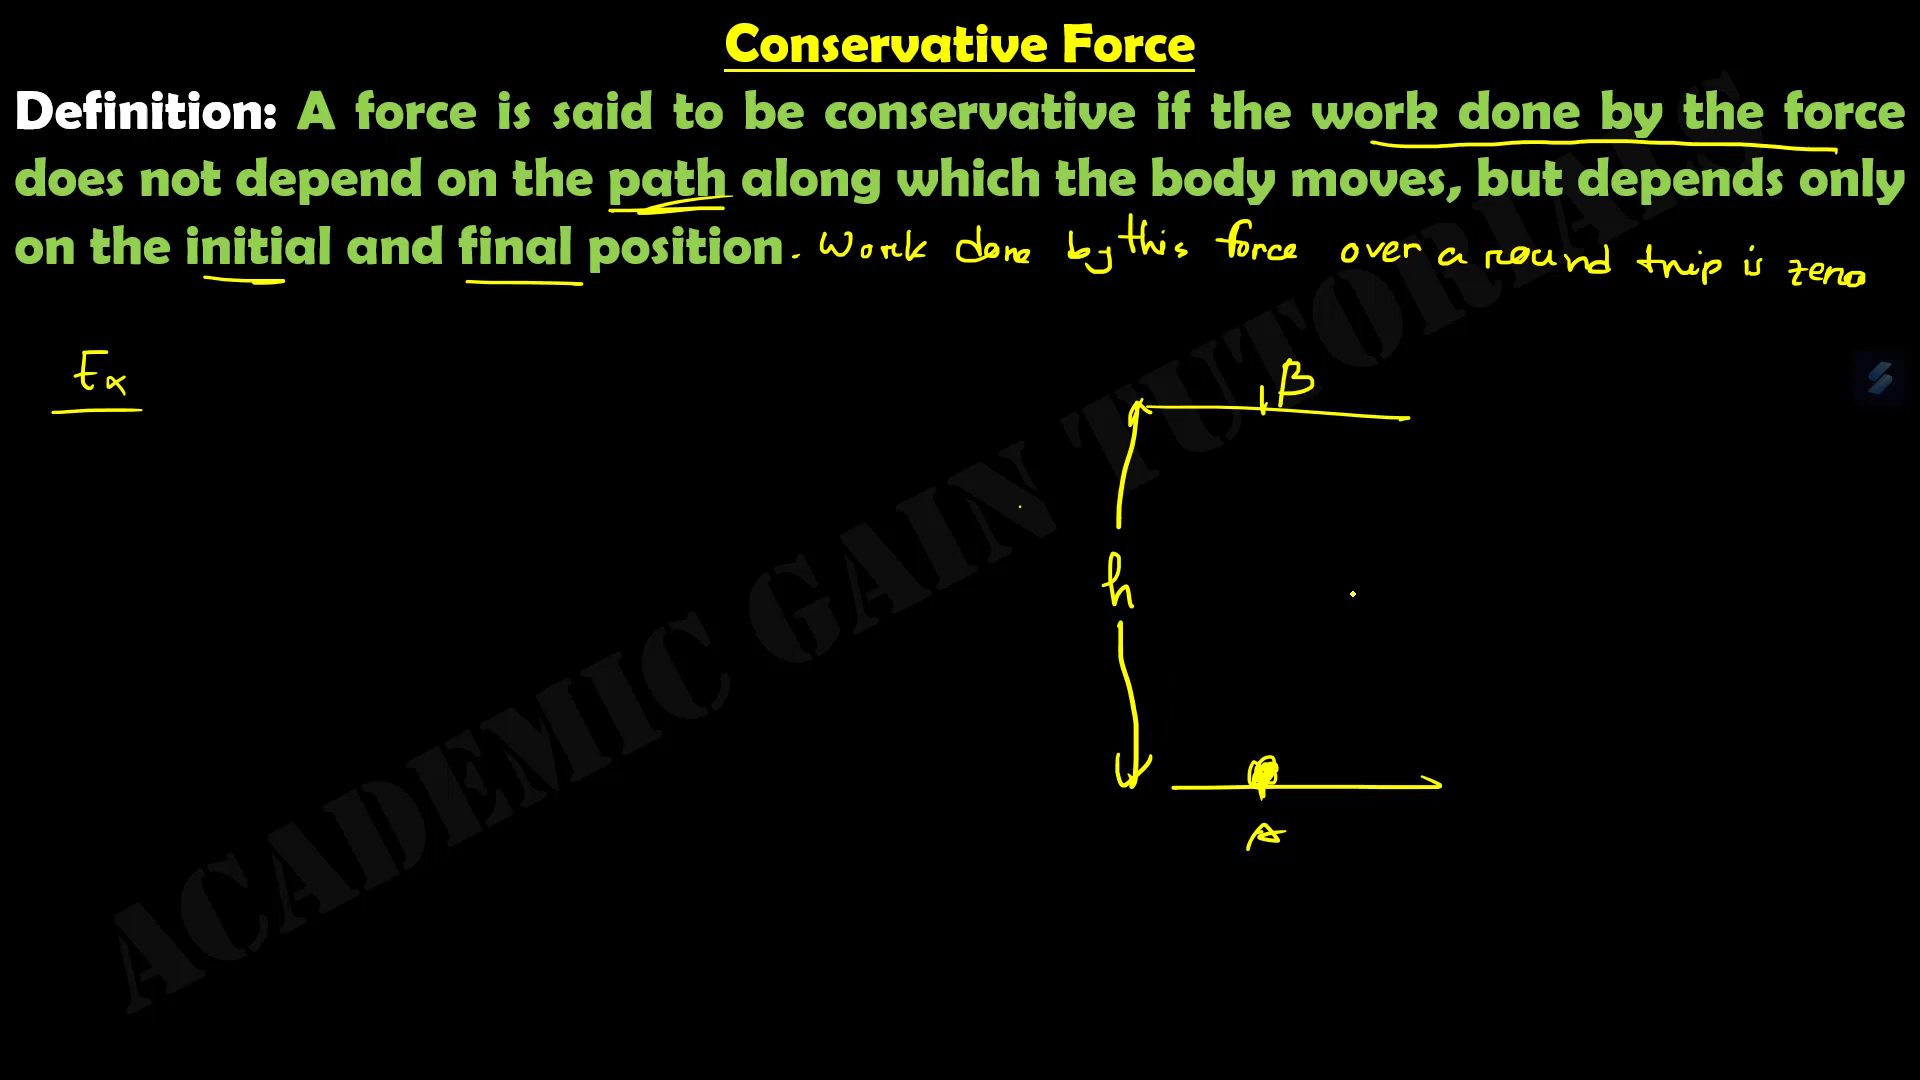 Conservative Force
Definition: A force is said to be conservative if the work done by the force
does not depend on the path along which the body moves, but depends only
on the initial and final position. Work done by this force over a round trip is zero
Ex
B
h
A
ACADEMIC GAIN TUTORIALS